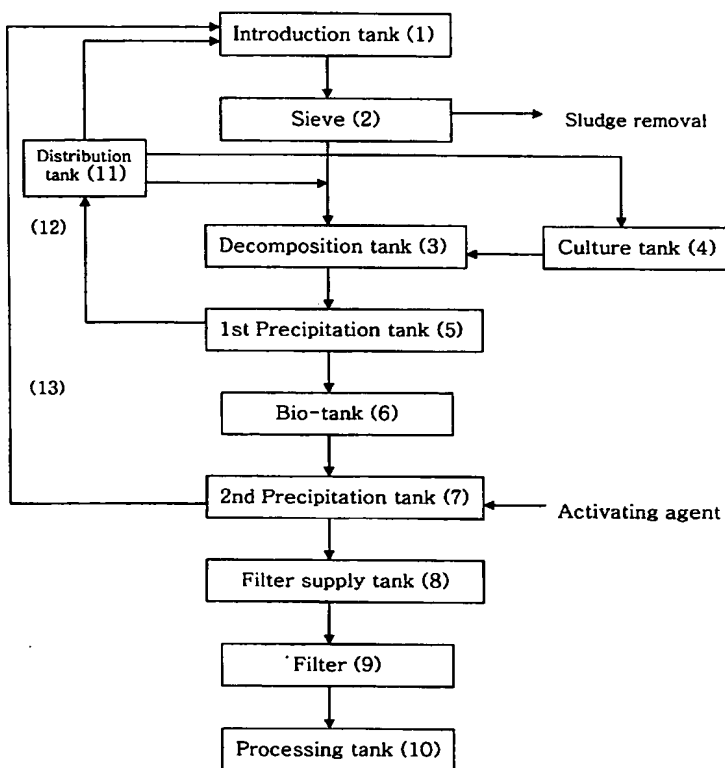 Introduction tank (1)
Sieve (2)
Sludge removal
Distribution
tank (11)
(12)
Decomposition tank (3)
Culture tank (4)
1st Precipitation tank (5)
(13)
Bio-tank (6)
2nd Precipitation tank (7)
Activating agent
Filter supply tank (8)
Filter (9)
Processing tank (10)